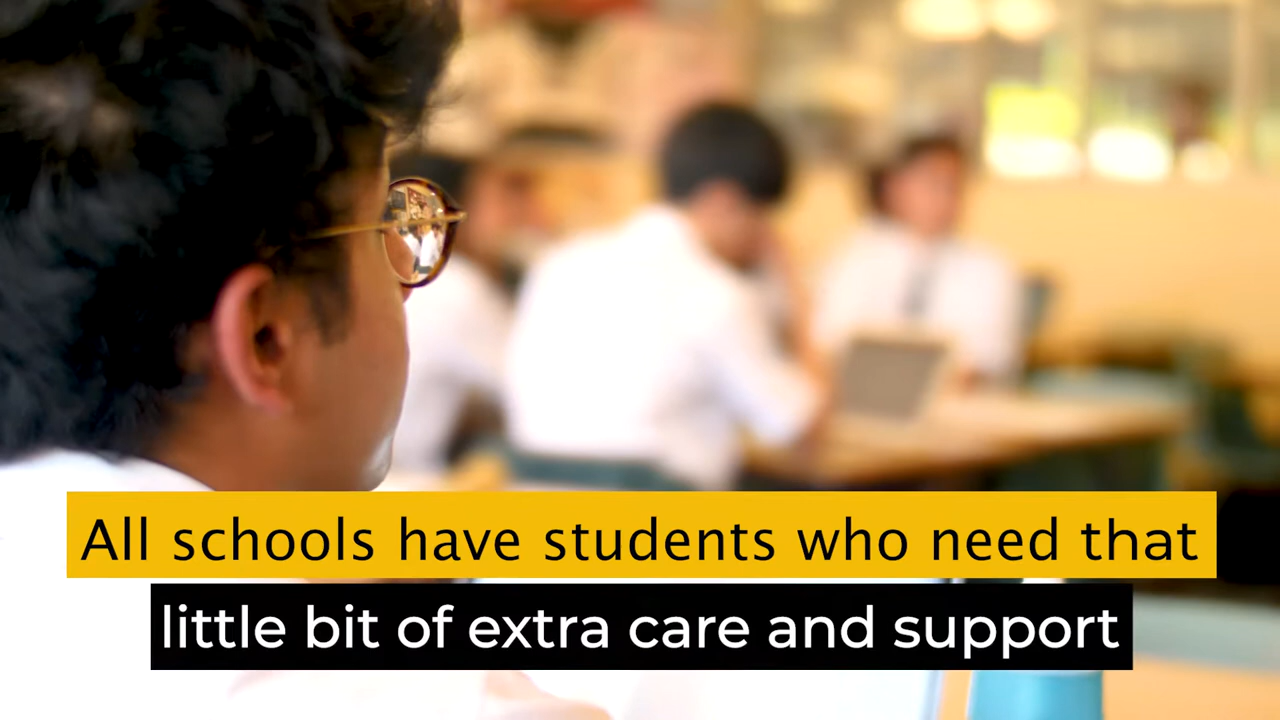 All schools have students who need that
little bit of extra care and support